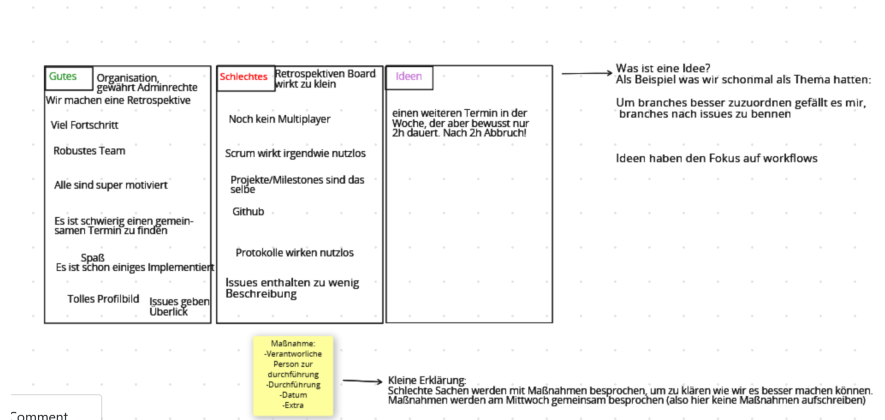 Gutes
Organisation,
gewährt Adminrechte
Wir machen eine Retrospektive
Viel Fortschritt
Robustes Team
Alle sind super motiviert
Es ist schwierig einen gemein-
samen Termin zu finden
Spaß
Es ist schon einiges Implementiert
Tolles Profilbild
Issues geben
Überlick
Schlechtes
Retrospektiven Board
wirkt zu klein
Noch kein Multiplayer
Scrum wirkt irgendwie nutzlos
Projekte/Milestones sind das
selbe
Github
Protokolle wirken nutzlos
Issues enthalten zu wenig
Beschreibung
Ideen
einen weiteren Termin in der
Woche, der aber bewusst nur
2h dauert. Nach 2h Abbruch!
Was ist eine Idee?
Als Beispiel was wir schonmal als Thema hatten:
Um branches besser zuzuordnen gefällt es mir,
branches nach issues zu bennen
Ideen haben den Fokus auf workflows
Maßnahme:
-Verantworliche
Person zur
durchführung
-Durchführung
-Datum
-Extra
Kleine Erklärung:
Schlechte Sachen werden mit Maßnahmen besprochen, um zu klären wie wir es besser machen können.
Maßnahmen werden am Mittwoch gemeinsam besprochen (also hier keine Maßnahmen aufschreiben)
Comment